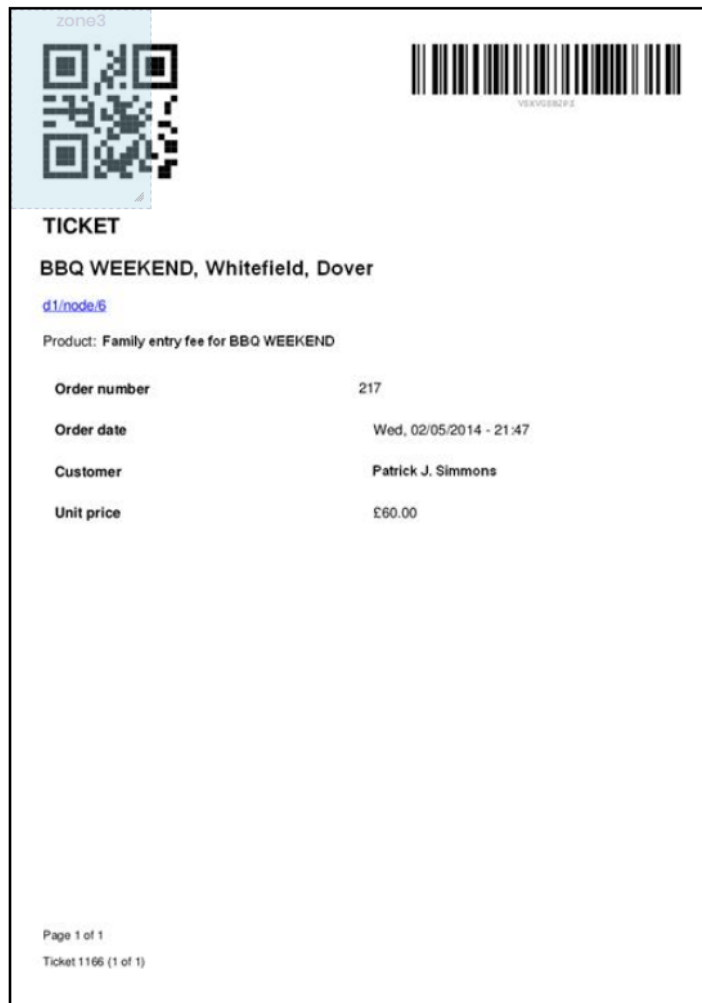 zone3
TICKET
BBQ WEEKEND, Whitefield, Dover
d1/node/6
Product: Family entry fee for BBQ WEEKEND
Order number 217
Order date Wed, 02/05/2014 - 21:47
Customer Patrick J. Simmons
Unit price £60.00
Page 1 of 1
Ticket 1166 (1 of 1)